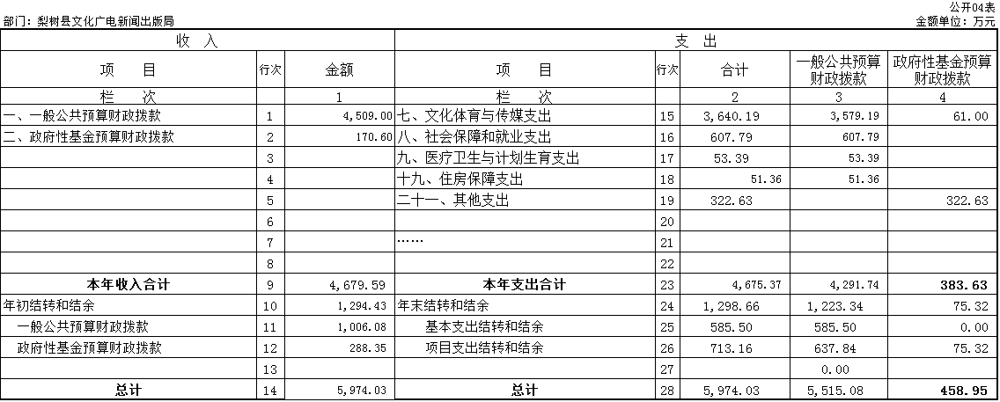 公开04表
部门：梨树县文化广电新闻出版局 金额单位：万元
收 入 支 出
项 目 行次 金额 项 目 行次 合计 一般公共预算财政拨款 政府性基金预算财政拨款
栏 次 1 栏 次 2 3 4
一、一般公共预算财政拨款 1 4,509.00 七、文化体育与传媒支出 15 3,640.19 3,579.19 61.00
二、政府性基金预算财政拨款 2 170.60 八、社会保障和就业支出 16 607.79 607.79
3 九、医疗卫生与计划生育支出 17 53.39 53.39
4 十九、住房保障支出 18 51.36 51.36
5 二十一、其他支出 19 322.63 322.63
6 20
7 …… 21
8 22
本年收入合计 9 4,679.59 本年支出合计 23 4,675.37 4,291.74 383.63
年初结转和结余 10 1,294.43 年末结转和结余 24 1,298.66 1,223.34 75.32
一般公共预算财政拨款 11 1,006.08 基本支出结转和结余 25 585.50 585.50 0.00
政府性基金预算财政拨款 12 288.35 项目支出结转和结余 26 713.16 637.84 75.32
13 27 0.00
总计 14 5,974.03 总计 28 5,974.03 5,515.08 458.95